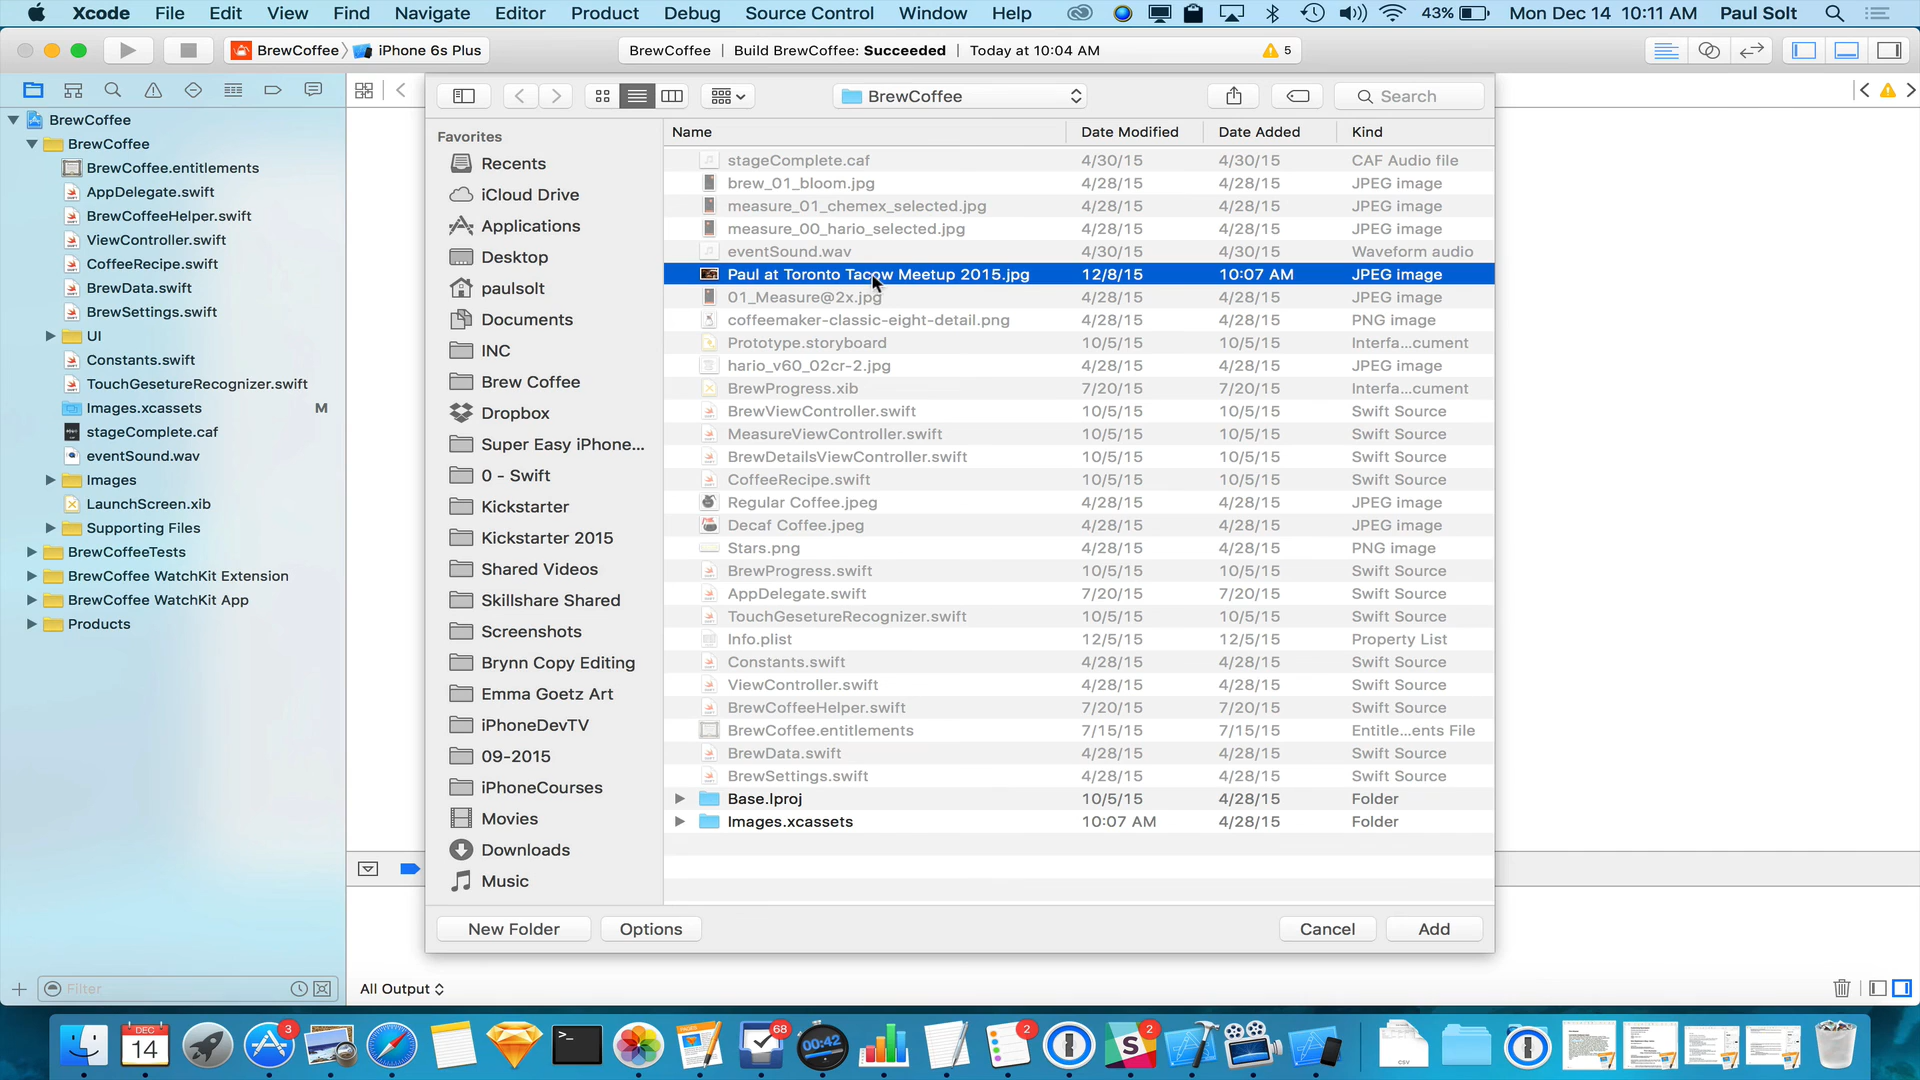 Xcode File Edit View Find Navigate Editor Product Debug Source Control Window Help 43% Mon Dec 14 10:11 AM Paul Solt
BrewCoffee iPhone 6s Plus BrewCoffee | Build BrewCoffee: Succeeded | Today at 10:04 AM 5
BrewCoffee
BrewCoffee
BrewCoffee.entitlements
AppDelegate.swift
BrewCoffeeHelper.swift
ViewController.swift
CoffeeRecipe.swift
BrewData.swift
BrewSettings.swift
UI
Constants.swift
TouchGesetureRecognizer.swift
Images.xcassets M
stageComplete.caf
eventSound.wav
Images
LaunchScreen.xib
Supporting Files
BrewCoffeeTests
BrewCoffee WatchKit Extension
BrewCoffee WatchKit App
Products
Filter
BrewCoffee Search
Favorites
Recents
iCloud Drive
Applications
Desktop
paulsolt
Documents
INC
Brew Coffee
Dropbox
Super Easy iPhone...
0 - Swift
Kickstarter
Kickstarter 2015
Shared Videos
Skillshare Shared
Screenshots
Brynn Copy Editing
Emma Goetz Art
iPhoneDevTV
09-2015
iPhoneCourses
Movies
Downloads
Music
Name Date Modified Date Added Kind
stageComplete.caf 4/30/15 4/30/15 CAF Audio file
brew_01_bloom.jpg 4/28/15 4/28/15 JPEG image
measure_01_chemex_selected.jpg 4/28/15 4/28/15 JPEG image
measure_00_hario_selected.jpg 4/28/15 4/28/15 JPEG image
eventSound.wav 4/30/15 4/30/15 Waveform audio
Paul at Toronto Tacow Meetup 2015.jpg 12/8/15 10:07 AM JPEG image
01_Measure@2x.jpg 4/28/15 4/28/15 JPEG image
coffeemaker-classic-eight-detail.png 4/28/15 4/28/15 PNG image
Prototype.storyboard 10/5/15 10/5/15 Interfa...cument
hario_v60_02cr-2.jpg 4/28/15 4/28/15 JPEG image
BrewProgress.xib 7/20/15 7/20/15 Interfa...cument
BrewViewController.swift 10/5/15 10/5/15 Swift Source
MeasureViewController.swift 10/5/15 10/5/15 Swift Source
BrewDetailsViewController.swift 10/5/15 10/5/15 Swift Source
CoffeeRecipe.swift 10/5/15 10/5/15 Swift Source
Regular Coffee.jpeg 4/28/15 4/28/15 JPEG image
Decaf Coffee.jpeg 4/28/15 4/28/15 JPEG image
Stars.png 4/28/15 4/28/15 PNG image
BrewProgress.swift 10/5/15 10/5/15 Swift Source
AppDelegate.swift 7/20/15 7/20/15 Swift Source
TouchGesetureRecognizer.swift 10/5/15 10/5/15 Swift Source
Info.plist 12/5/15 12/5/15 Property List
Constants.swift 4/28/15 4/28/15 Swift Source
ViewController.swift 4/28/15 4/28/15 Swift Source
BrewCoffeeHelper.swift 7/20/15 7/20/15 Swift Source
BrewCoffee.entitlements 7/15/15 7/15/15 Entitle...ents File
BrewData.swift 4/28/15 4/28/15 Swift Source
BrewSettings.swift 4/28/15 4/28/15 Swift Source
Base.lproj 10/5/15 4/28/15 Folder
Images.xcassets 10:07 AM 4/28/15 Folder
New Folder Options Cancel Add
All Output
DEC 14 3 68 00:42 2 2 CSV